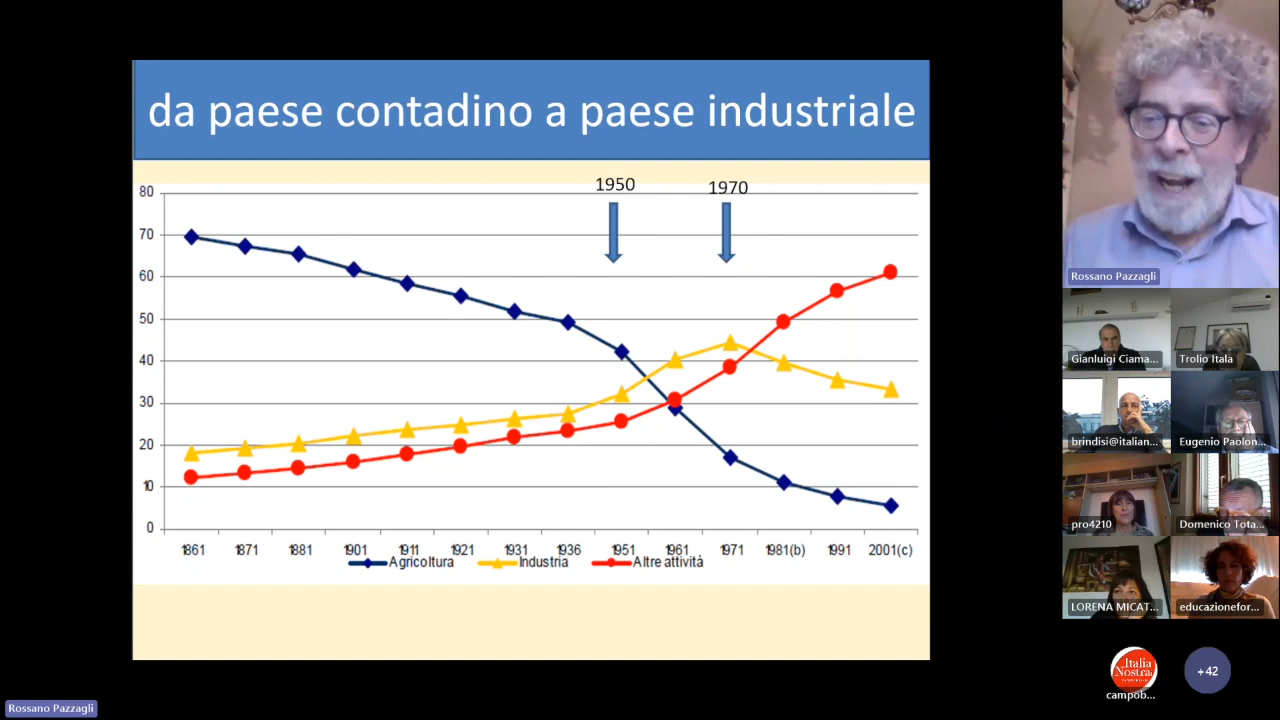 da paese contadino a paese industriale
1950
1970
80
70
60
50
40
30
20
10
0
1861 1871 1881 1901 1911 1921 1931 1936 1951 1961 1971 1981(b) 1991 2001(c)
Agricoltura Industria Altre attività
Rossano Pazzagli
Gianluigi Ciama...
Trolio Itala
brindisi@italian...
Eugenio Paolon...
pro4210
Domenico Tota...
LORENA MICAT...
educazionefor...
Italia
Nostra
campob...
+42
Rossano Pazzagli